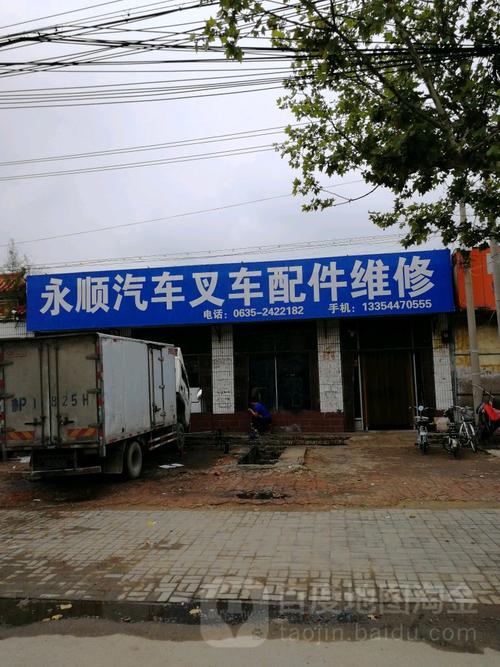 永顺汽车叉车配件维修
电话: 0635-2422182 手机: 13354470555
百度地图淘金
taojin.baidu.com